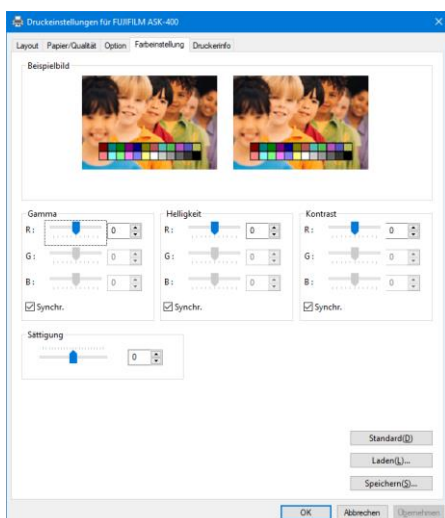 Druckeinstellungen für FUJIFILM ASK-400
Layout Papier/Qualität Option Farbeinstellung Druckerinfo
Beispielbild
Gamma Helligkeit Kontrast
R: 0 R: 0 R: 0
G: 0 G: 0 G: 0
B: 0 B: 0 B: 0
Synchr. Synchr. Synchr.
Sättigung
0
Standard(D)
Laden(L)...
Speichern(S)...
OK Abbrechen Übernehmen